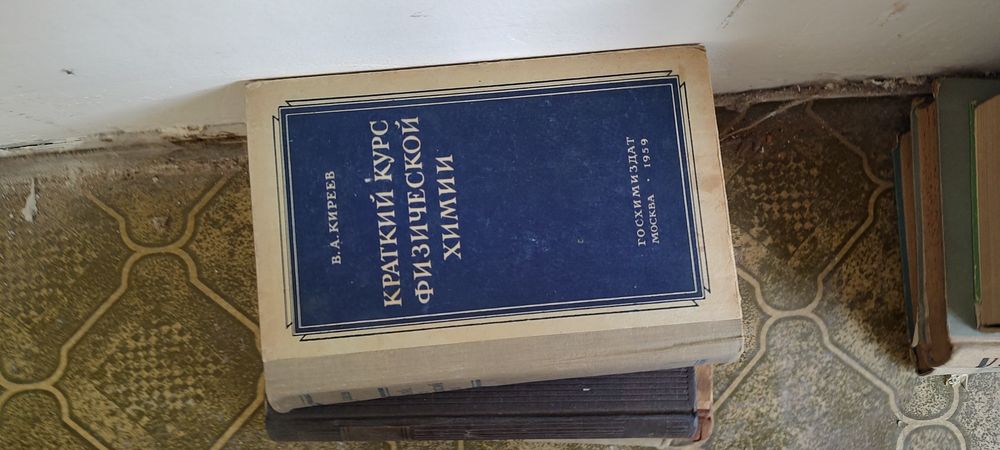 В. А. КИРЕЕВ
КРАТКИЙ КУРС
ФИЗИЧЕСКОЙ
ХИМИИ
ГОСХИМИЗДАТ
МОСКВА · 1959